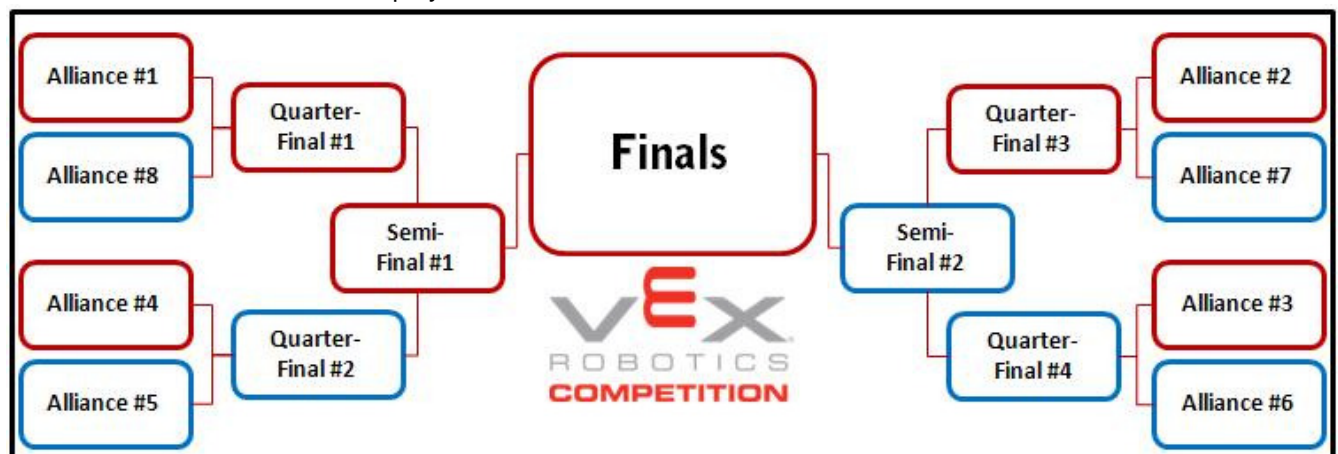 Alliance #1
Alliance #8
Quarter-
Final #1
Alliance #4
Alliance #5
Quarter-
Final #2
Semi-
Final #1
Finals
VEX
ROBOTICS
COMPETITION
Semi-
Final #2
Quarter-
Final #3
Alliance #2
Alliance #7
Quarter-
Final #4
Alliance #3
Alliance #6